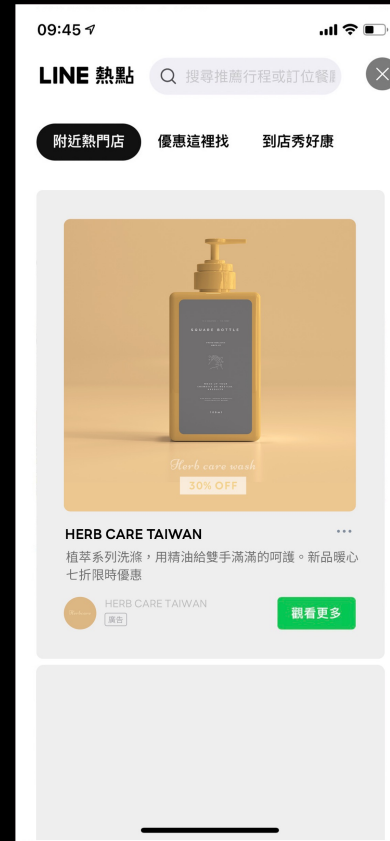 09:45
LINE 熱點
搜尋推薦行程或訂位餐
附近熱門店
優惠這裡找
到店秀好康
SQUARE BOTTLE
Herb care wash
30% OFF
HERB CARE TAIWAN
植萃系列洗滌，用精油給雙手滿滿的呵護。新品暖心
七折限時優惠
HERB CARE TAIWAN
廣告
觀看更多